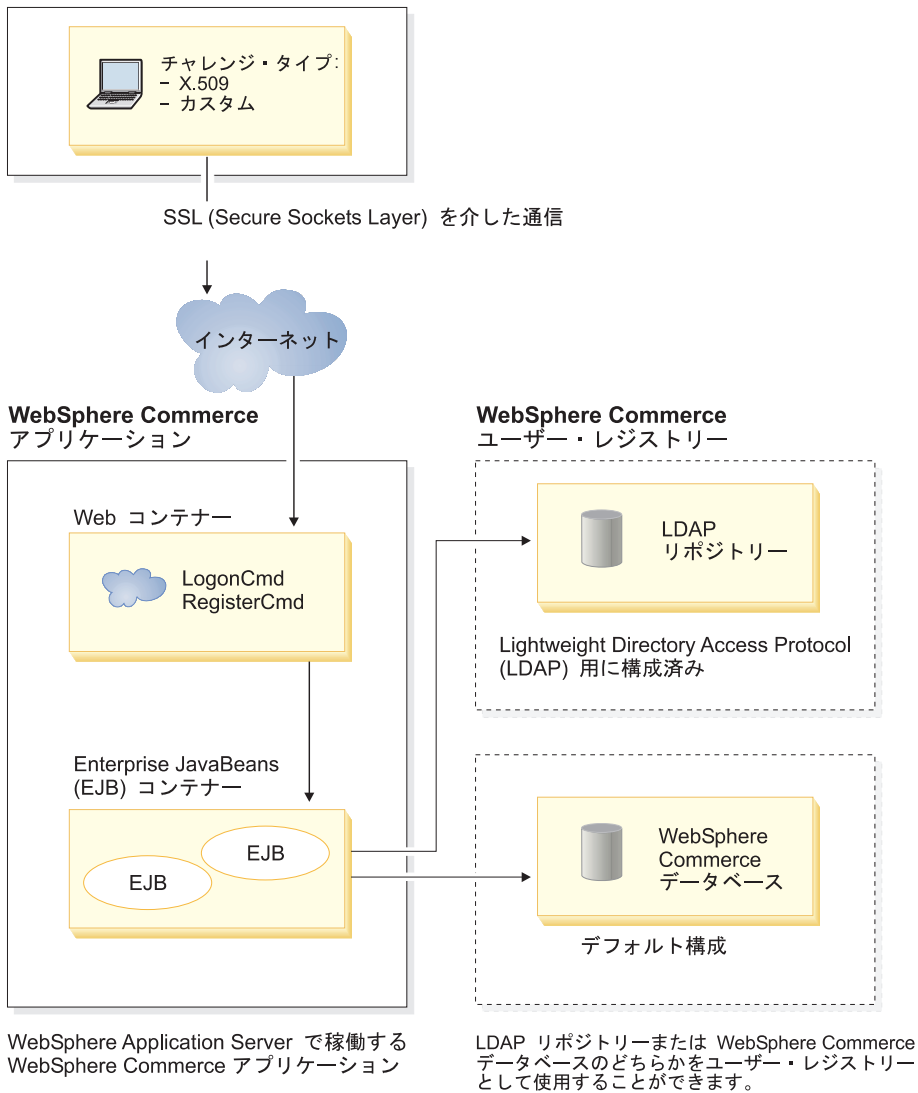 チャレンジ・タイプ:
− X.509
− カスタム
SSL (Secure Sockets Layer) を介した通信
インターネット
WebSphere Commerce
アプリケーション
Web コンテナー
LogonCmd
RegisterCmd
Enterprise JavaBeans
(EJB) コンテナー
EJB
EJB
WebSphere Application Server で稼働する
WebSphere Commerce アプリケーション
WebSphere Commerce
ユーザー・レジストリー
LDAP
リポジトリー
Lightweight Directory Access Protocol
(LDAP) 用に構成済み
WebSphere
Commerce
データベース
デフォルト構成
LDAP リポジトリーまたは WebSphere Commerce
データベースのどちらかをユーザー・レジストリー
として使用することができます。